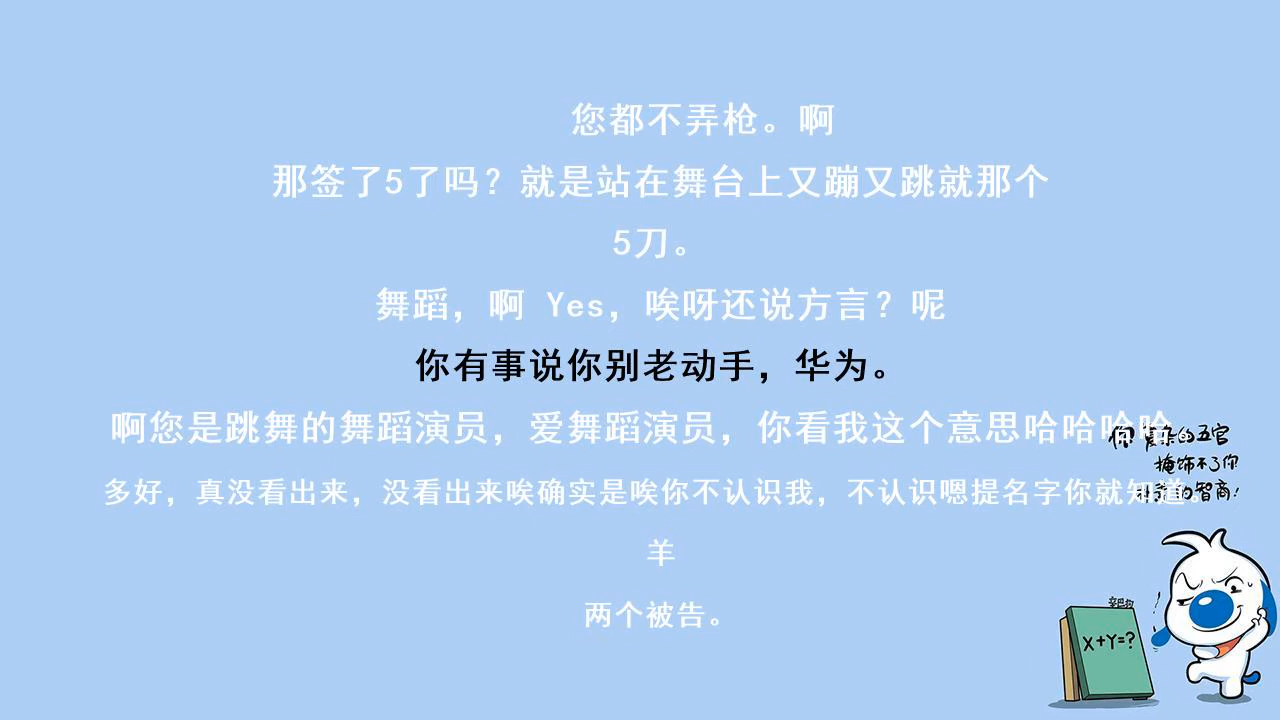 您都不弄枪。啊
那签了5了吗？就是站在舞台上又蹦又跳就那个
5刀。
舞蹈，啊 Yes，唉呀还说方言？呢
你有事说你别老动手，华为。
啊您是跳舞的舞蹈演员，爱舞蹈演员，你看我这个意思哈哈哈哈。
你 的五官
掩饰不了你
的智商！
多好，真没看出来，没看出来唉确实是唉你不认识我，不认识嗯提名字你就知道。
羊
两个被告。
X+Y=?